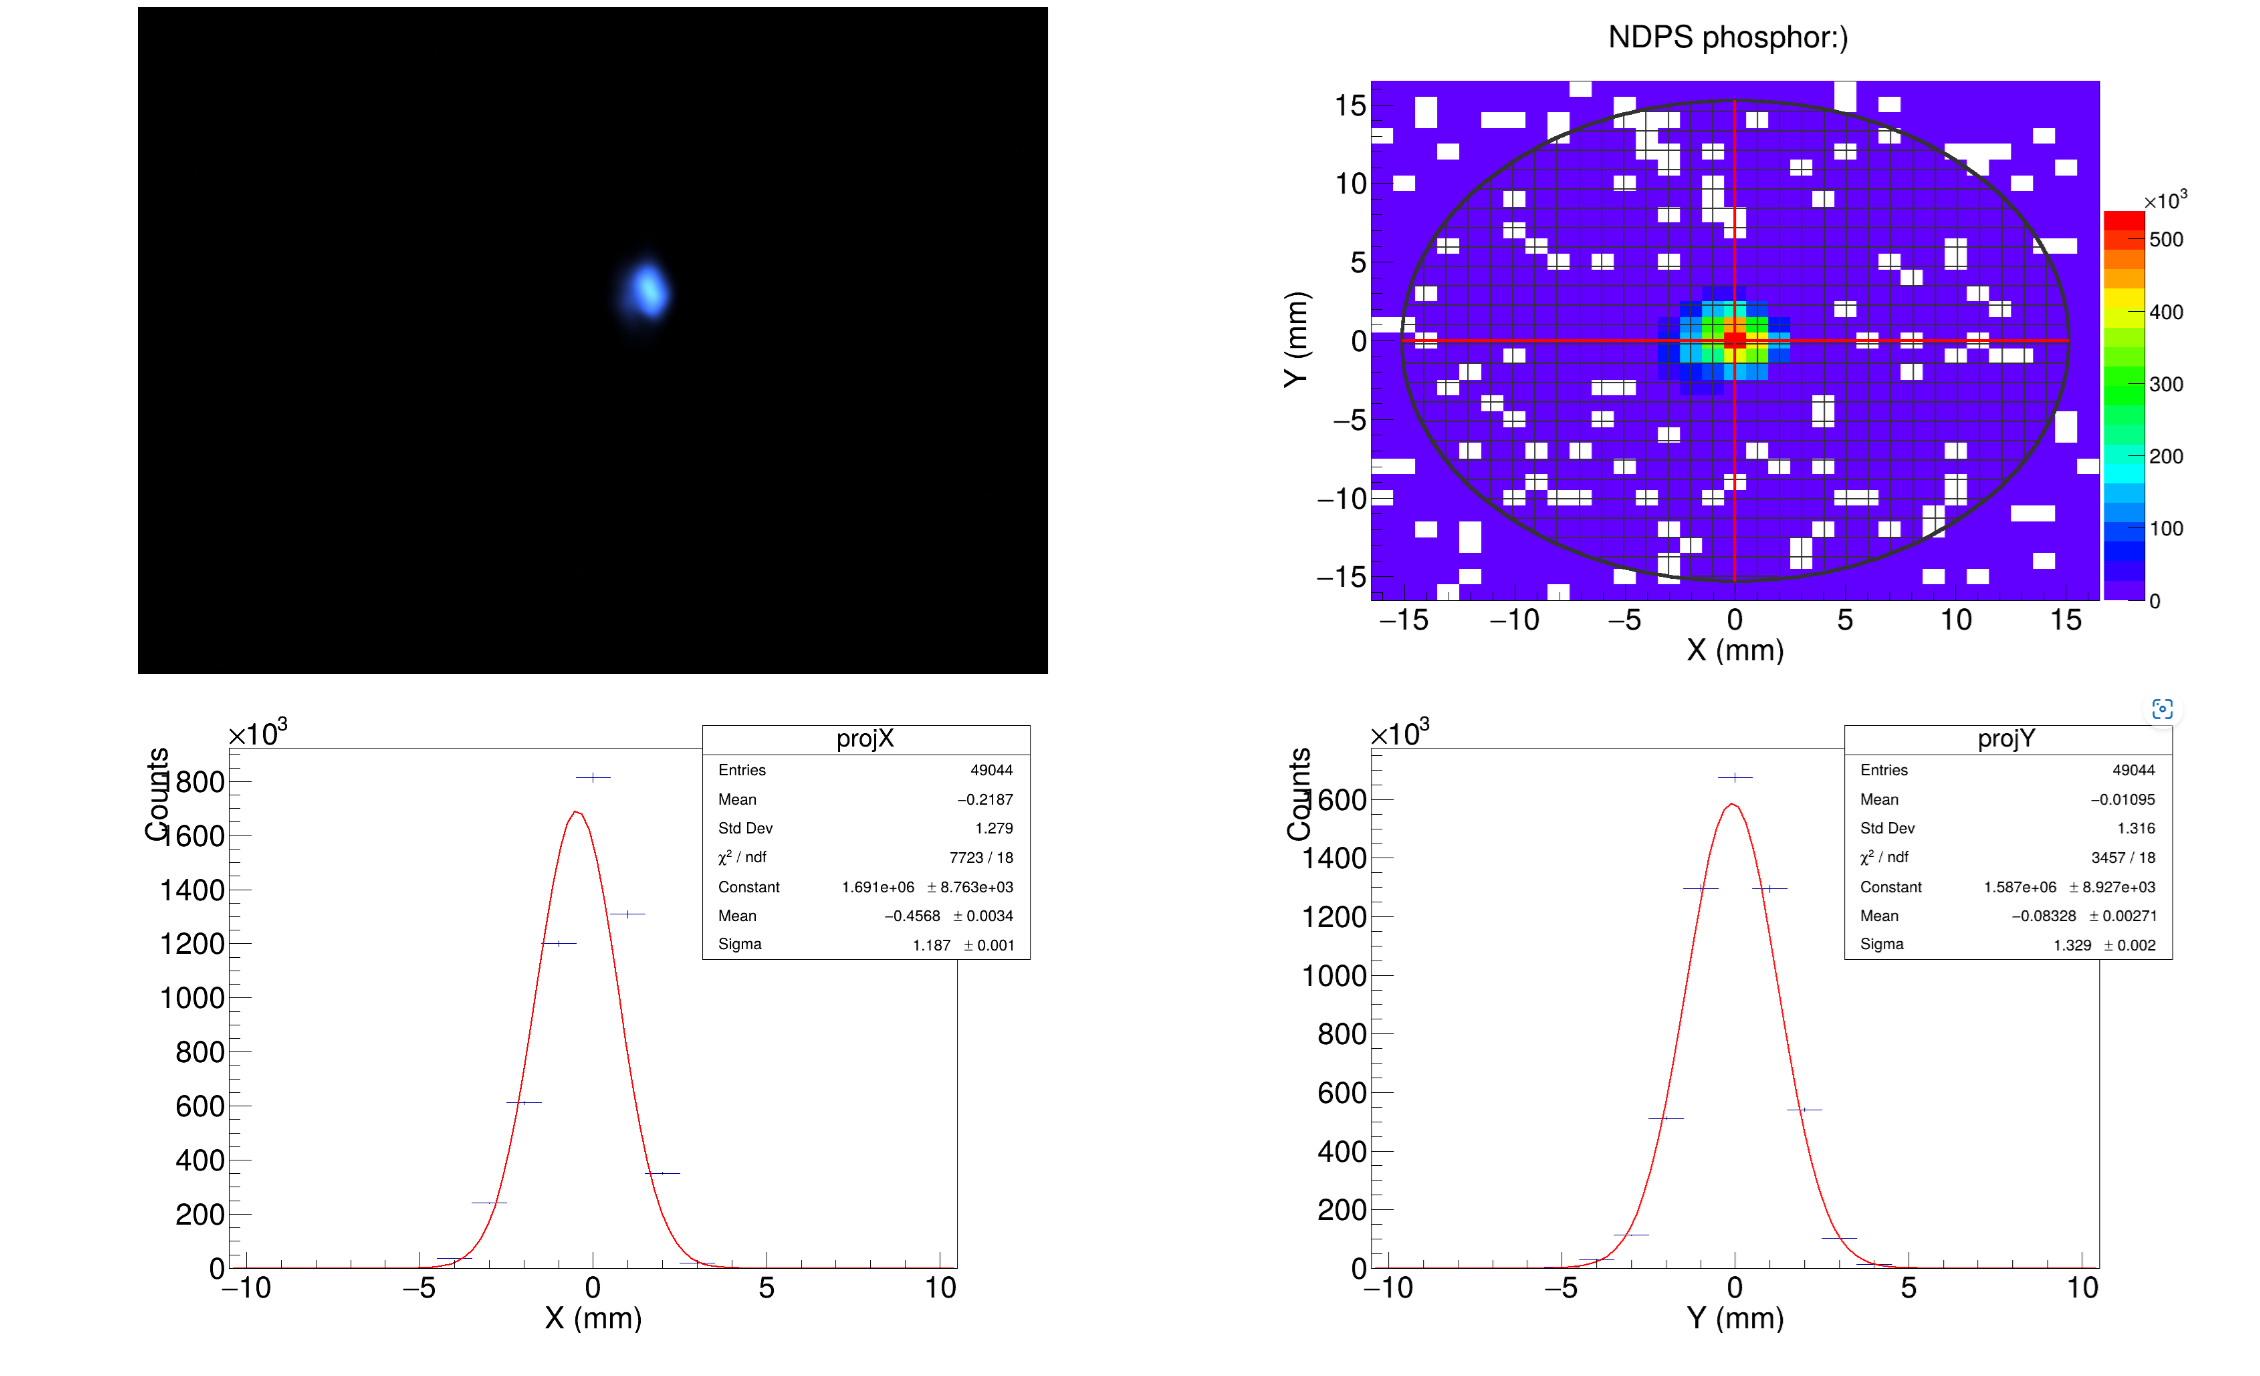 NDPS phosphor:)
15
10
5
0
−5
−10
−15
Y (mm)
−15 −10 −5 0 5 10 15
X (mm)
×10³
500
400
300
200
100
0
×10³
Counts
1800
1600
1400
1200
1000
800
600
400
200
0
−10 −5 0 5 10
X (mm)
projX
Entries 49044
Mean −0.2187
Std Dev 1.279
χ² / ndf 7723 / 18
Constant 1.691e+06 ± 8.763e+03
Mean −0.4568 ± 0.0034
Sigma 1.187 ± 0.001
×10³
Counts
1600
1400
1200
1000
800
600
400
200
0
−10 −5 0 5 10
Y (mm)
projY
Entries 49044
Mean −0.01095
Std Dev 1.316
χ² / ndf 3457 / 18
Constant 1.587e+06 ± 8.927e+03
Mean −0.08328 ± 0.00271
Sigma 1.329 ± 0.002